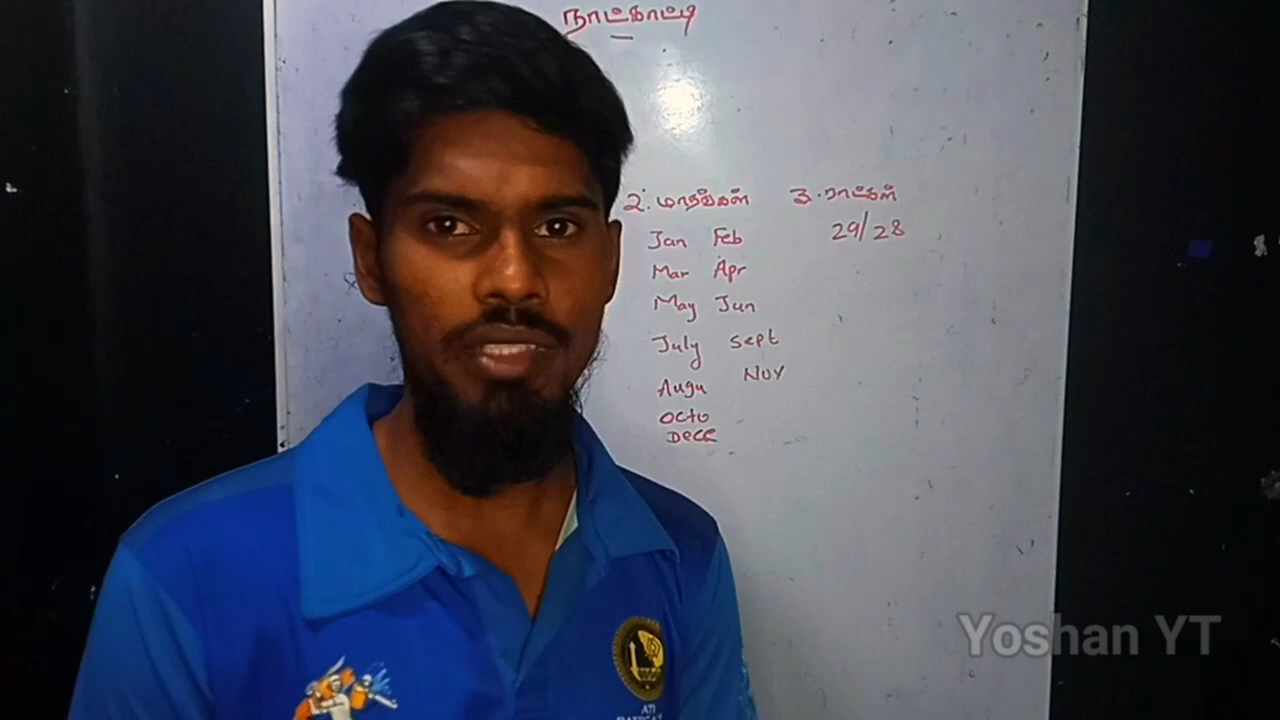 நாட்காட்டி
2. மாதங்கள் 3. நாட்கள்
Jan Feb 29/28
Mar Apr
May Jun
July Sept
Augu Nov
Octo
Dece
ATI
Yoshan YT